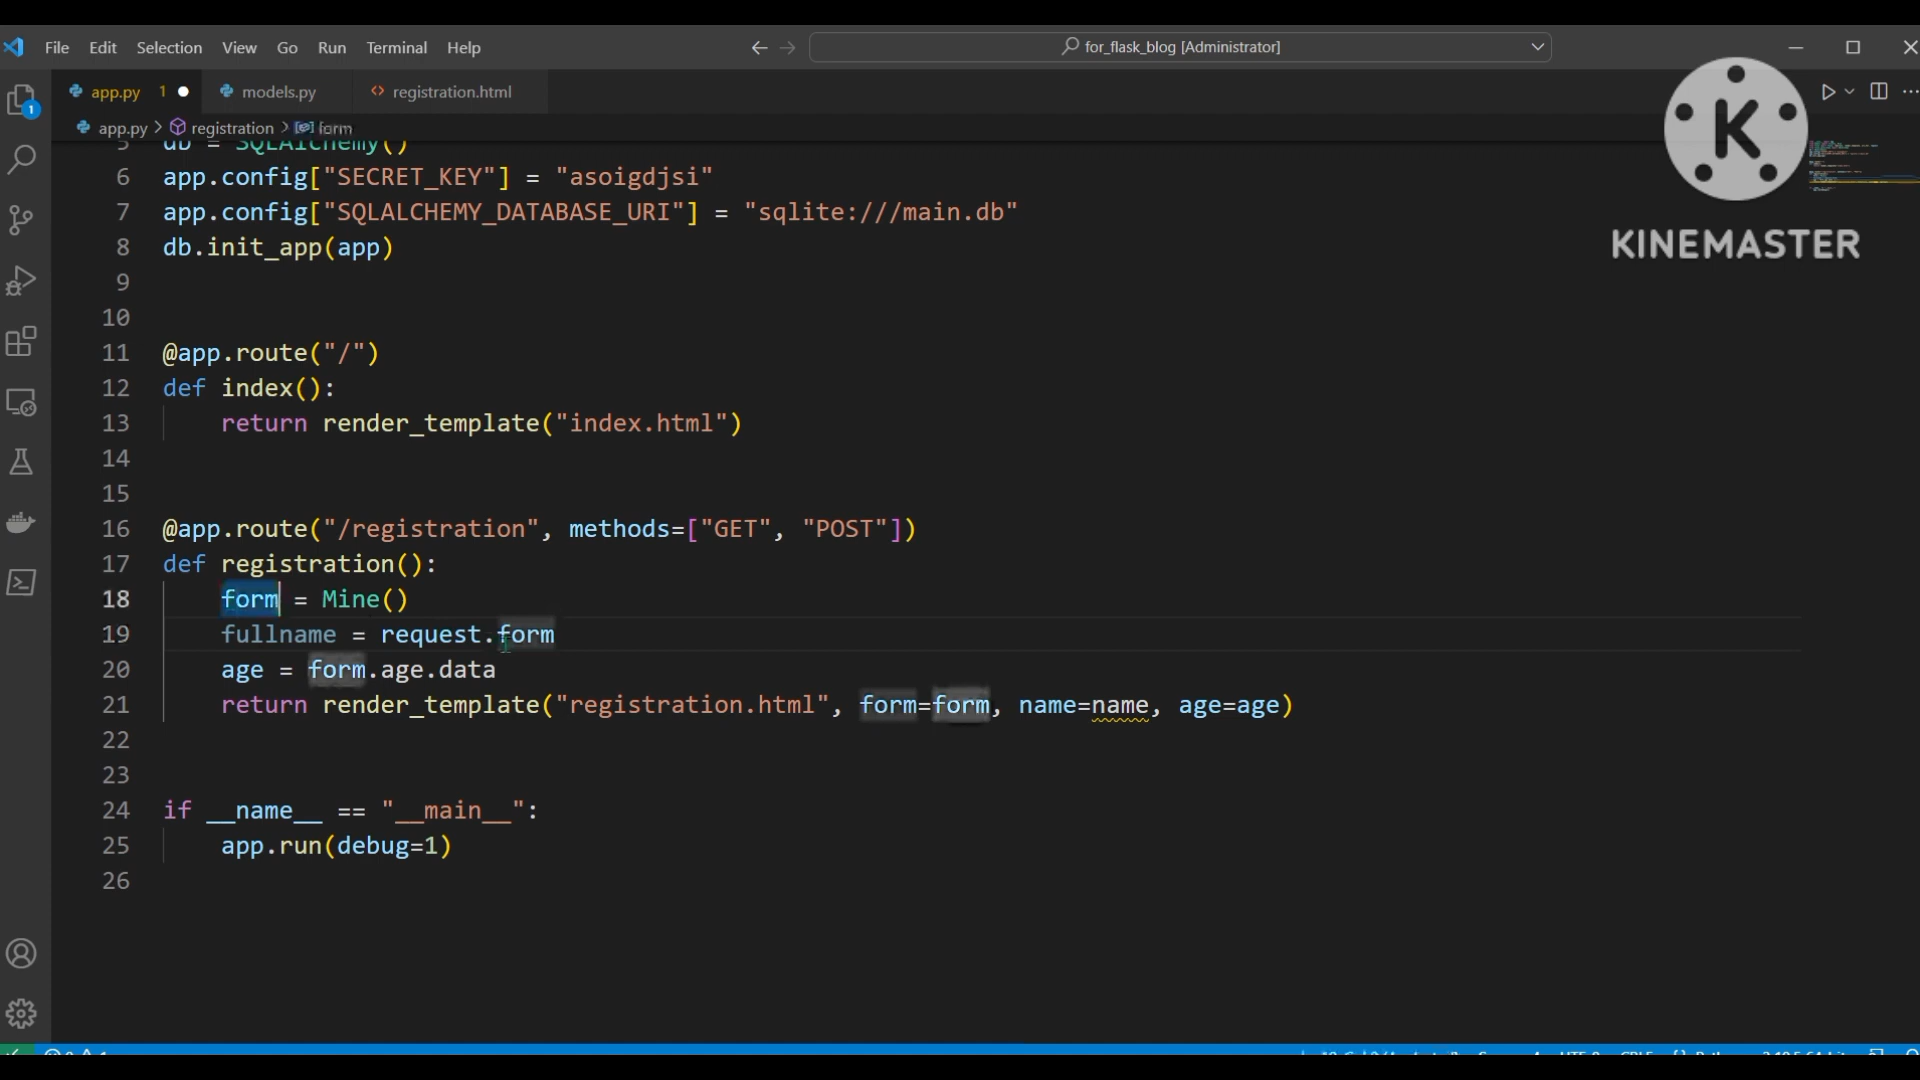 File Edit Selection View Go Run Terminal Help
for_flask_blog [Administrator]
app.py 1 models.py registration.html
app.py > registration > form
KINEMASTER
5 db = SQLAlchemy()
6 app.config["SECRET_KEY"] = "asoigdjsi"
7 app.config["SQLALCHEMY_DATABASE_URI"] = "sqlite:///main.db"
8 db.init_app(app)
9
10
11 @app.route("/")
12 def index():
13 return render_template("index.html")
14
15
16 @app.route("/registration", methods=["GET", "POST"])
17 def registration():
18 form = Mine()
19 fullname = request.form
20 age = form.age.data
21 return render_template("registration.html", form=form, name=name, age=age)
22
23
24 if __name__ == "__main__":
25 app.run(debug=1)
26